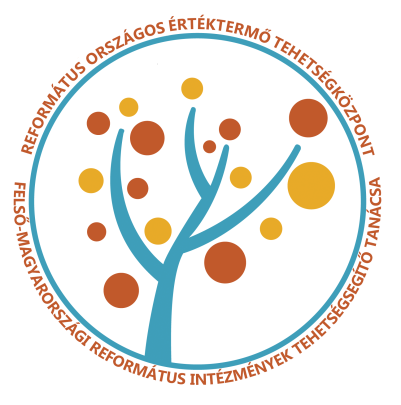 REFORMÁTUS ORSZÁGOS ÉRTÉKTERMŐ TEHETSÉGKÖZPONT
FELSŐ-MAGYARORSZÁGI REFORMÁTUS INTÉZMÉNYEK TEHETSÉGSEGÍTŐ TANÁCSA